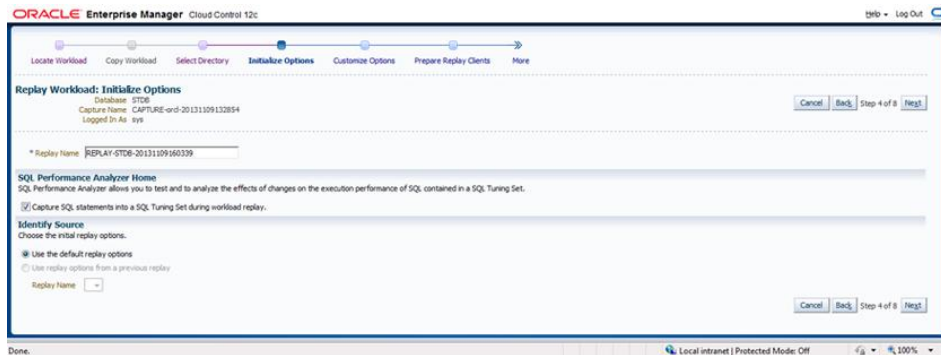 ORACLE Enterprise Manager Cloud Control 12c
Help Log Out
Locate Workload Copy Workload Select Directory Initialize Options Customize Options Prepare Replay Clients More
Replay Workload: Initialize Options
Database STDB
Capture Name CAPTURE-orcl-20131109132854
Logged In As sys
Cancel Back Step 4 of 8 Next
* Replay Name REPLAY-STDB-20131109160339
SQL Performance Analyzer Home
SQL Performance Analyzer allows you to test and to analyze the effects of changes on the execution performance of SQL contained in a SQL Tuning Set.
Capture SQL statements into a SQL Tuning Set during workload replay.
Identify Source
Choose the initial replay options.
Use the default replay options
Use replay options from a previous replay
Replay Name
Cancel Back Step 4 of 8 Next
Done.
Local intranet | Protected Mode: Off
100%